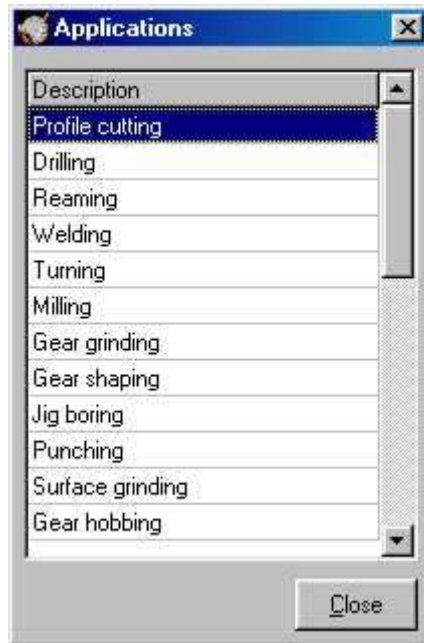 Applications
Description
Profile cutting
Drilling
Reaming
Welding
Turning
Milling
Gear grinding
Gear shaping
Jig boring
Punching
Surface grinding
Gear hobbing
Close